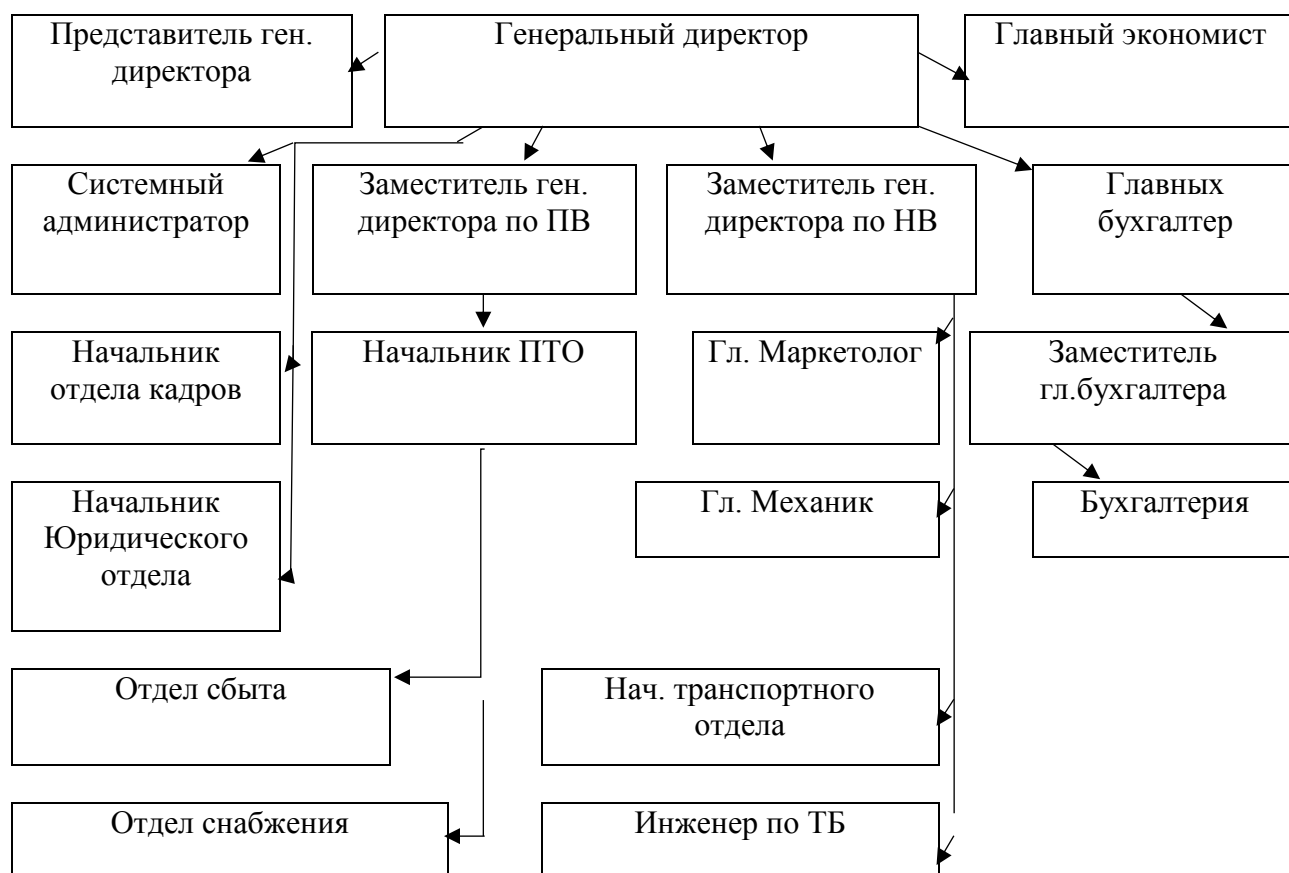 Представитель ген.
директора
Генеральный директор
Главный экономист
Системный
администратор
Заместитель ген.
директора по ПВ
Заместитель ген.
директора по НВ
Главных
бухгалтер
Начальник
отдела кадров
Начальник ПТО
Гл. Маркетолог
Заместитель
гл.бухгалтера
Начальник
Юридического
отдела
Гл. Механик
Бухгалтерия
Отдел сбыта
Нач. транспортного
отдела
Отдел снабжения
Инженер по ТБ